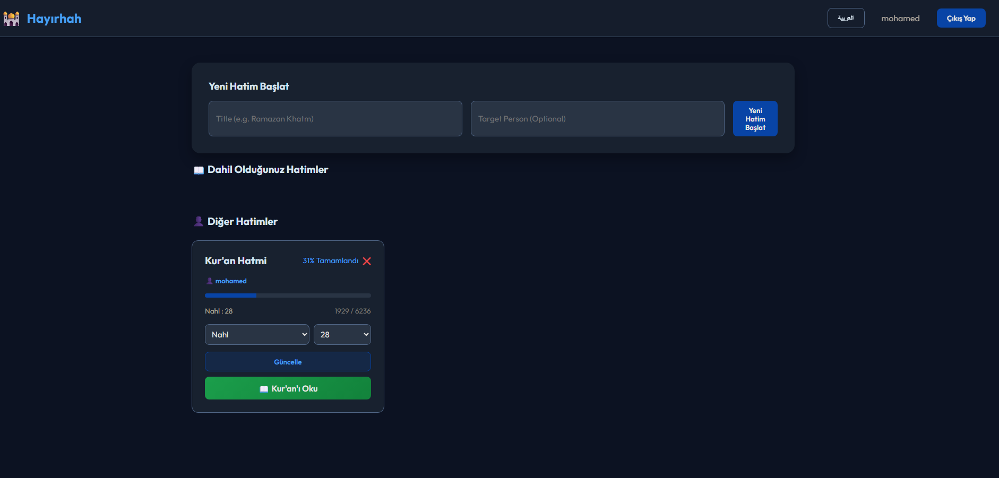 Hayırhah
العربية
mohamed
Çıkış Yap
Yeni Hatim Başlat
Title (e.g. Ramazan Khatm)
Target Person (Optional)
Yeni
Hatim
Başlat
Dahil Olduğunuz Hatimler
Diğer Hatimler
Kur'an Hatmi
31% Tamamlandı
mohamed
Nahl : 28
1929 / 6236
Nahl
28
Güncelle
Kur'an'ı Oku